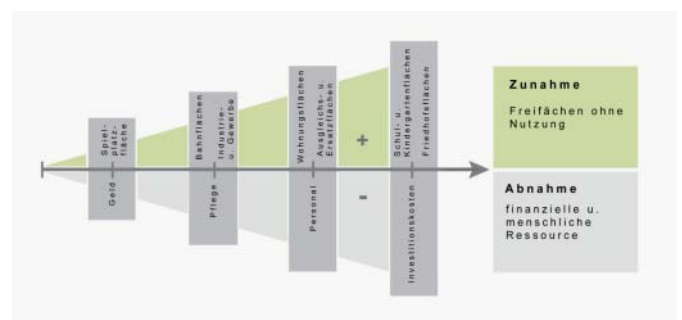 Spiel-
platz-
fläche
Geld
Bahnflächen
Industrie-
u. Gewerbe
Pflege
Wohnungsflächen
Ausgleichs- u.
Ersatzflächen
Personal
+
-
Schul- u.
Kindergartenflächen
Friedhofsflächen
Investitionskosten
Zunahme
Freifächen ohne
Nutzung
Abnahme
finanzielle u.
menschliche
Ressource